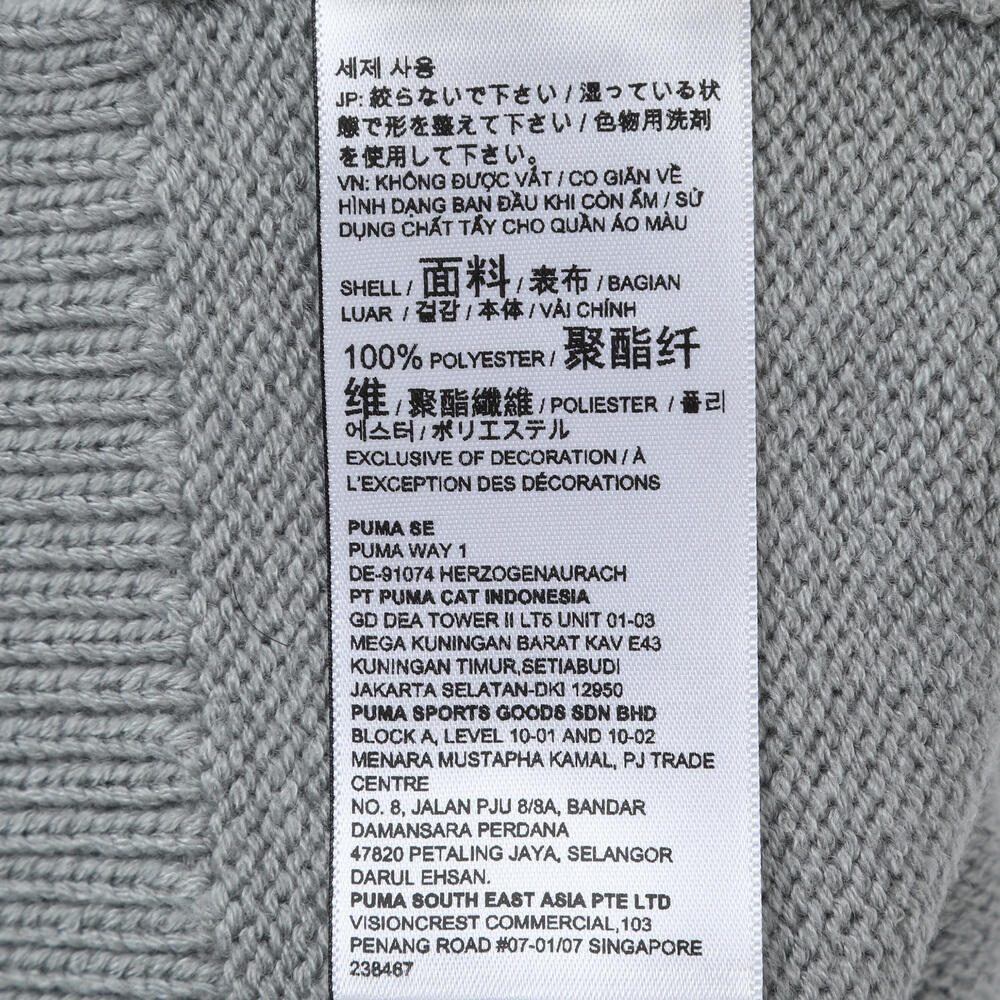 세제 사용
JP: 絞らないで下さい / 湿っている状
態で形を整えて下さい / 色物用洗剤
を使用して下さい。
VN: KHÔNG ĐƯỢC VẮT / CO GIÃN VỀ
HÌNH DẠNG BAN ĐẦU KHI CÒN ẨM / SỬ
DỤNG CHẤT TẨY CHO QUẦN ÁO MÀU
SHELL / 面料 / 表布 / BAGIAN
LUAR / 겉감 / 本体 / VẢI CHÍNH
100% POLYESTER / 聚酯纤
维 / 聚酯纖維 / POLIESTER / 폴리
에스터 / ポリエステル
EXCLUSIVE OF DECORATION / À
L'EXCEPTION DES DÉCORATIONS
PUMA SE
PUMA WAY 1
DE-91074 HERZOGENAURACH
PT PUMA CAT INDONESIA
GD DEA TOWER II LT5 UNIT 01-03
MEGA KUNINGAN BARAT KAV E43
KUNINGAN TIMUR,SETIABUDI
JAKARTA SELATAN-DKI 12950
PUMA SPORTS GOODS SDN BHD
BLOCK A, LEVEL 10-01 AND 10-02
MENARA MUSTAPHA KAMAL, PJ TRADE
CENTRE
NO. 8, JALAN PJU 8/8A, BANDAR
DAMANSARA PERDANA
47820 PETALING JAYA, SELANGOR
DARUL EHSAN.
PUMA SOUTH EAST ASIA PTE LTD
VISIONCREST COMMERCIAL,103
PENANG ROAD #07-01/07 SINGAPORE
238467